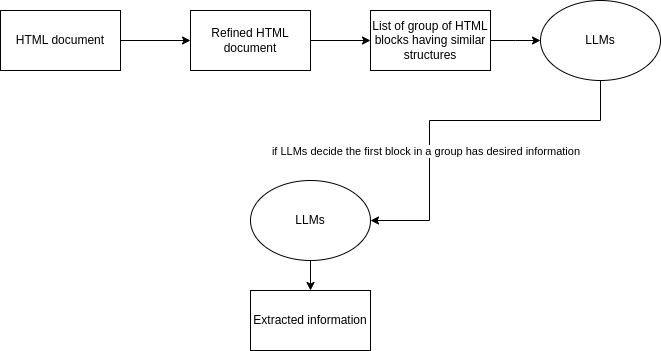 HTML document
Refined HTML
document
List of group of HTML
blocks having similar
structures
LLMs
if LLMs decide the first block in a group has desired information
LLMs
Extracted information